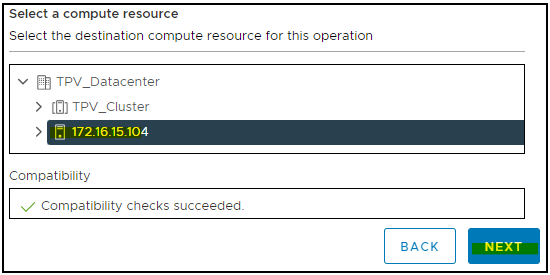 Select a compute resource
Select the destination compute resource for this operation
TPV_Datacenter
TPV_Cluster
172.16.15.104
Compatibility
Compatibility checks succeeded.
BACK
NEXT